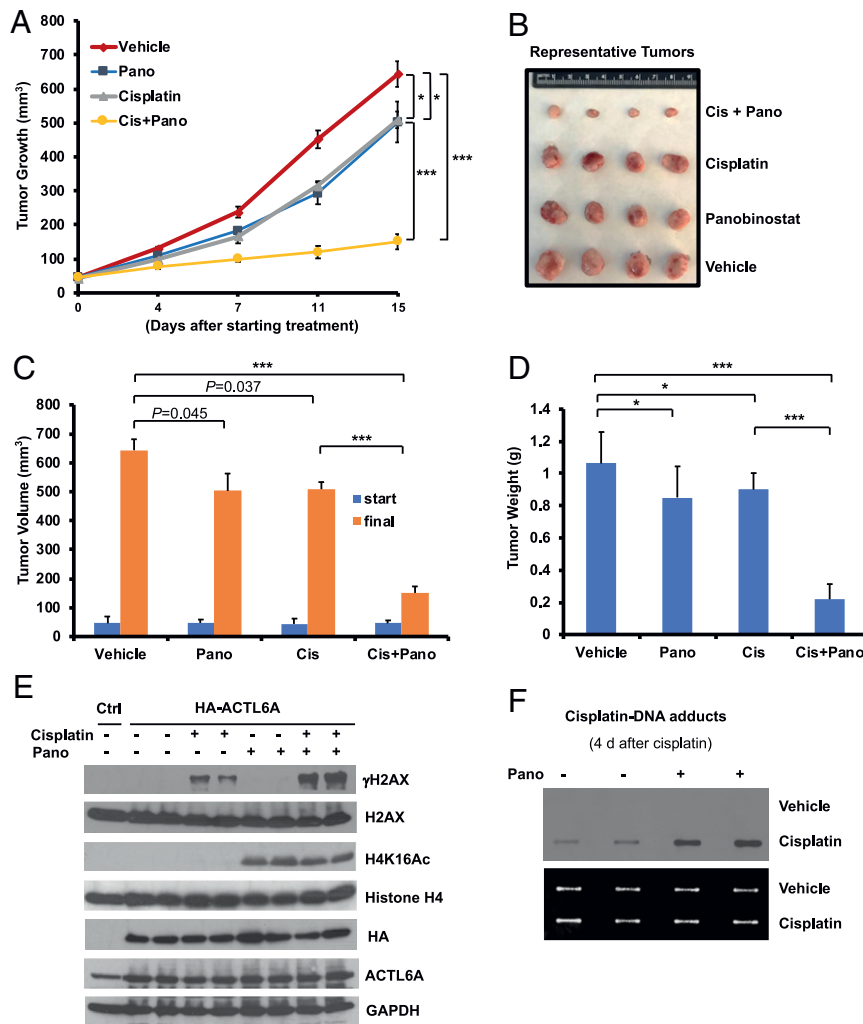 A
800
700
600
500
400
300
200
100
0
Tumor Growth (mm³)
Vehicle
Pano
Cisplatin
Cis+Pano
*
*
***
***
0 4 7 11 15
(Days after starting treatment)
B
Representative Tumors
Cis + Pano
Cisplatin
Panobinostat
Vehicle
C
***
P=0.037
P=0.045
***
800
700
600
500
400
300
200
100
0
Tumor Volume (mm³)
start
final
Vehicle Pano Cis Cis+Pano
D
***
*
*
***
1.4
1.2
1
0.8
0.6
0.4
0.2
0
Tumor Weight (g)
Vehicle Pano Cis Cis+Pano
E
Ctrl HA-ACTL6A
Cisplatin - - - + + - - + +
Pano - - - - - + + + +
γH2AX
H2AX
H4K16Ac
Histone H4
HA
ACTL6A
GAPDH
F
Cisplatin-DNA adducts
(4 d after cisplatin)
Pano - - + +
Vehicle
Cisplatin
Vehicle
Cisplatin